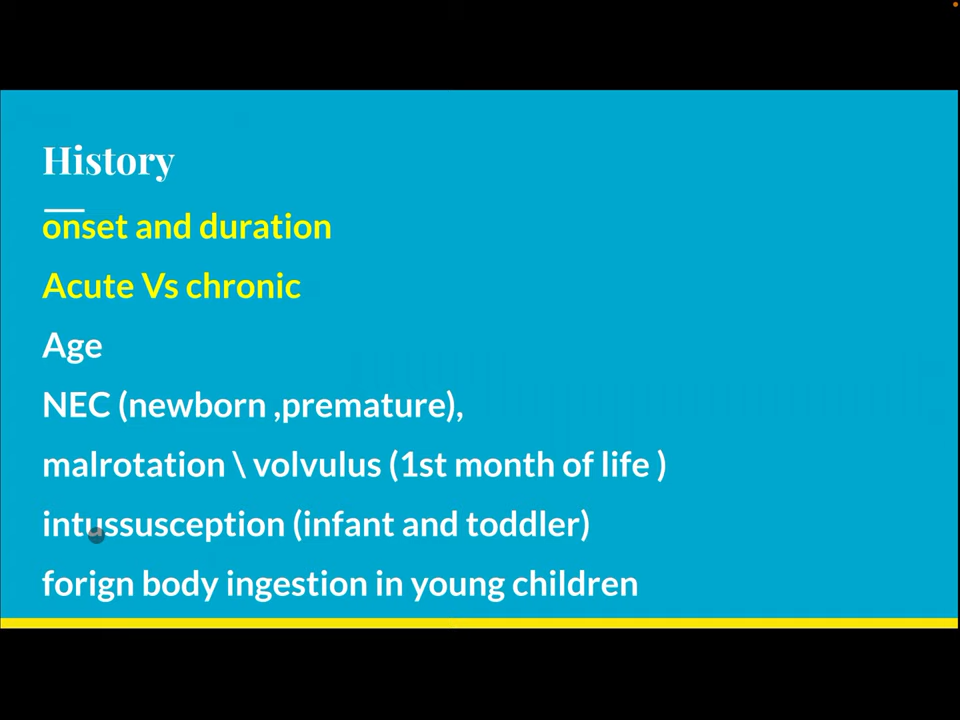 History
onset and duration
Acute Vs chronic
Age
NEC (newborn ,premature),
malrotation \ volvulus (1st month of life )
intussusception (infant and toddler)
forign body ingestion in young children